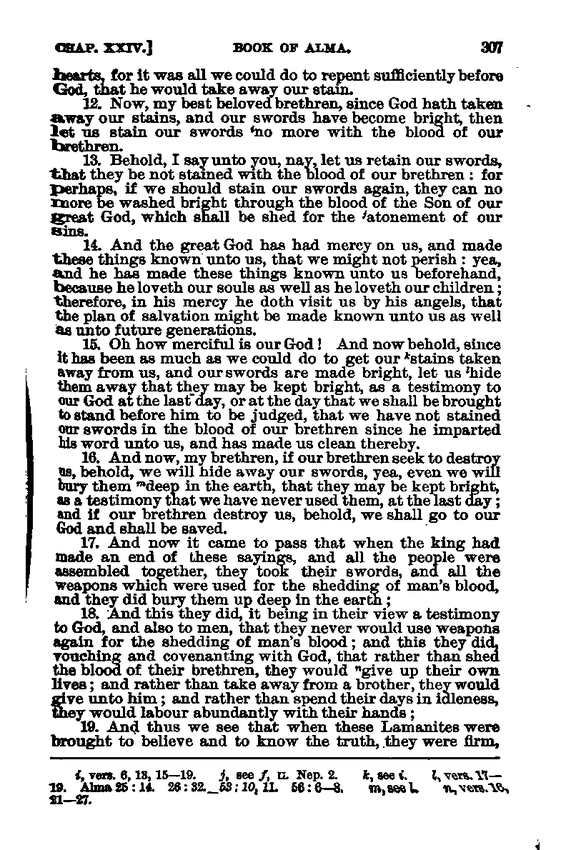 CHAP. XXIV.] BOOK OF ALMA. 307
hearts, for it was all we could do to repent sufficiently before
God, that he would take away our stain.
12. Now, my best beloved brethren, since God hath taken
away our stains, and our swords have become bright, then
let us stain our swords ʰno more with the blood of our
brethren.
13. Behold, I say unto you, nay, let us retain our swords,
that they be not stained with the blood of our brethren : for
perhaps, if we should stain our swords again, they can no
more be washed bright through the blood of the Son of our
great God, which shall be shed for the ʲatonement of our
sins.
14. And the great God has had mercy on us, and made
these things known unto us, that we might not perish : yea,
and he has made these things known unto us beforehand,
because he loveth our souls as well as he loveth our children ;
therefore, in his mercy he doth visit us by his angels, that
the plan of salvation might be made known unto us as well
as unto future generations.
15. Oh how merciful is our God ! And now behold, since
it has been as much as we could do to get our ᵏstains taken
away from us, and our swords are made bright, let us ˡhide
them away that they may be kept bright, as a testimony to
our God at the last day, or at the day that we shall be brought
to stand before him to be judged, that we have not stained
our swords in the blood of our brethren since he imparted
his word unto us, and has made us clean thereby.
16. And now, my brethren, if our brethren seek to destroy
us, behold, we will hide away our swords, yea, even we will
bury them ᵐdeep in the earth, that they may be kept bright,
as a testimony that we have never used them, at the last day ;
and if our brethren destroy us, behold, we shall go to our
God and shall be saved.
17. And now it came to pass that when the king had
made an end of these sayings, and all the people were
assembled together, they took their swords, and all the
weapons which were used for the shedding of man's blood,
and they did bury them up deep in the earth ;
18. And this they did, it being in their view a testimony
to God, and also to men, that they never would use weapons
again for the shedding of man's blood ; and this they did,
vouching and covenanting with God, that rather than shed
the blood of their brethren, they would ⁿgive up their own
lives ; and rather than take away from a brother, they would
give unto him ; and rather than spend their days in idleness,
they would labour abundantly with their hands ;
19. And thus we see that when these Lamanites were
brought to believe and to know the truth, they were firm,
i, vers. 6, 13, 15—19. j, see f, II. Nep. 2. k, see i. l, vers. 17—
19. Alma 25 : 14. 26 : 32. 53 : 10, 11. 56 : 6—8. m, see l. n, vers. 16,
21—27.